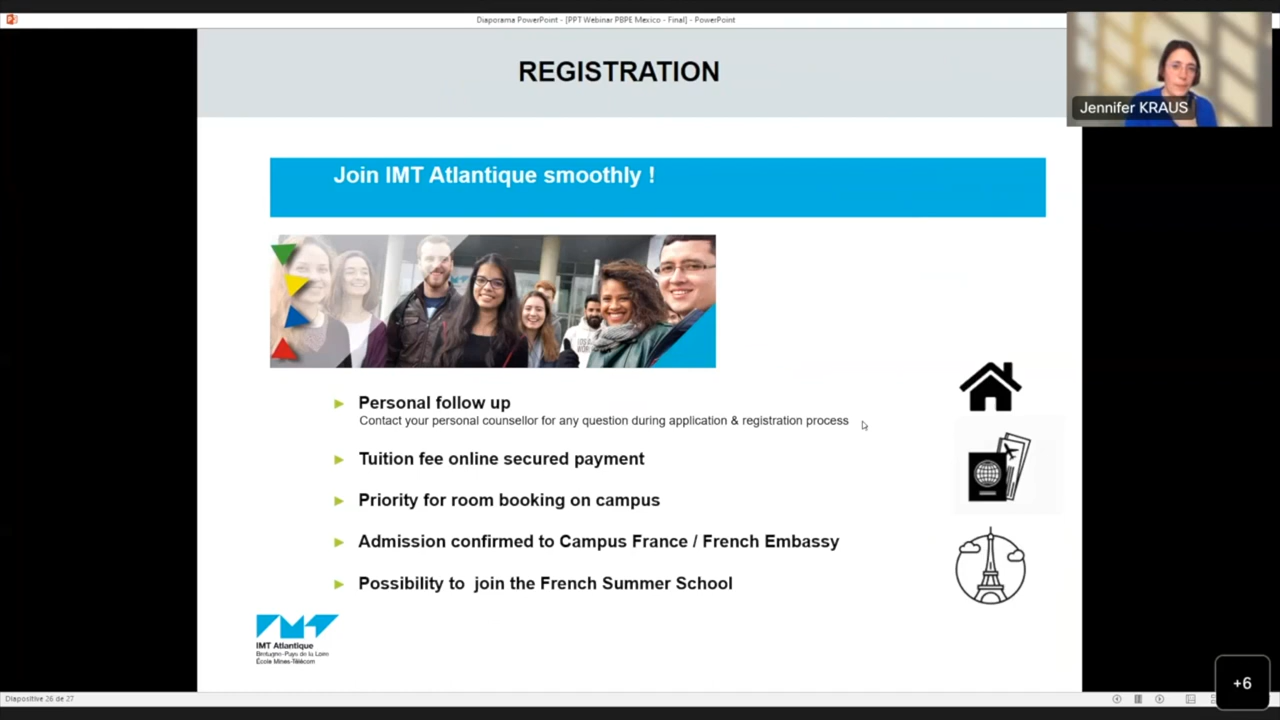 Diaporama PowerPoint - [PPT Webinar PBPE Mexico - Final] - PowerPoint
REGISTRATION
Jennifer KRAUS
Join IMT Atlantique smoothly !
Personal follow up
Contact your personal counsellor for any question during application & registration process
Tuition fee online secured payment
Priority for room booking on campus
Admission confirmed to Campus France / French Embassy
Possibility to join the French Summer School
IMT Atlantique
Bretagne-Pays de la Loire
École Mines-Télécom
Diapositive 26 de 27
+6